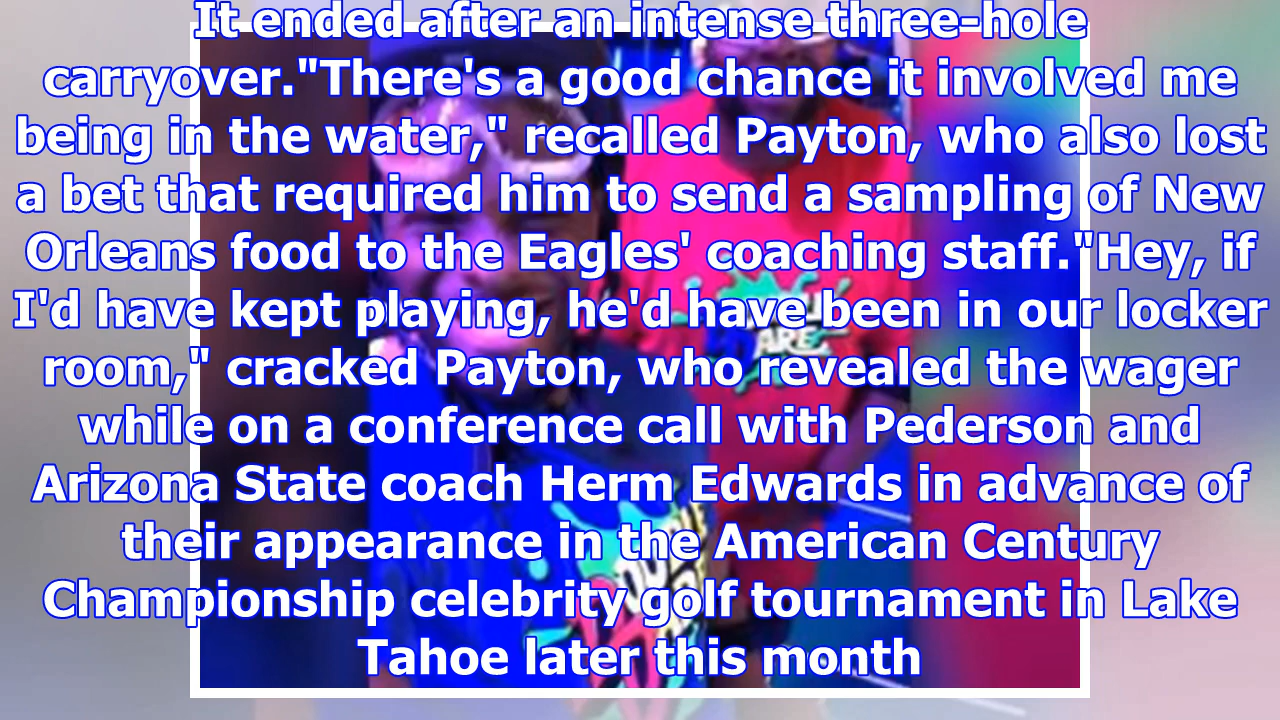 It ended after an intense three-hole
carryover."There's a good chance it involved me
being in the water," recalled Payton, who also lost
a bet that required him to send a sampling of New
Orleans food to the Eagles' coaching staff."Hey, if
I'd have kept playing, he'd have been in our locker
room," cracked Payton, who revealed the wager
while on a conference call with Pederson and
Arizona State coach Herm Edwards in advance of
their appearance in the American Century
Championship celebrity golf tournament in Lake
Tahoe later this month